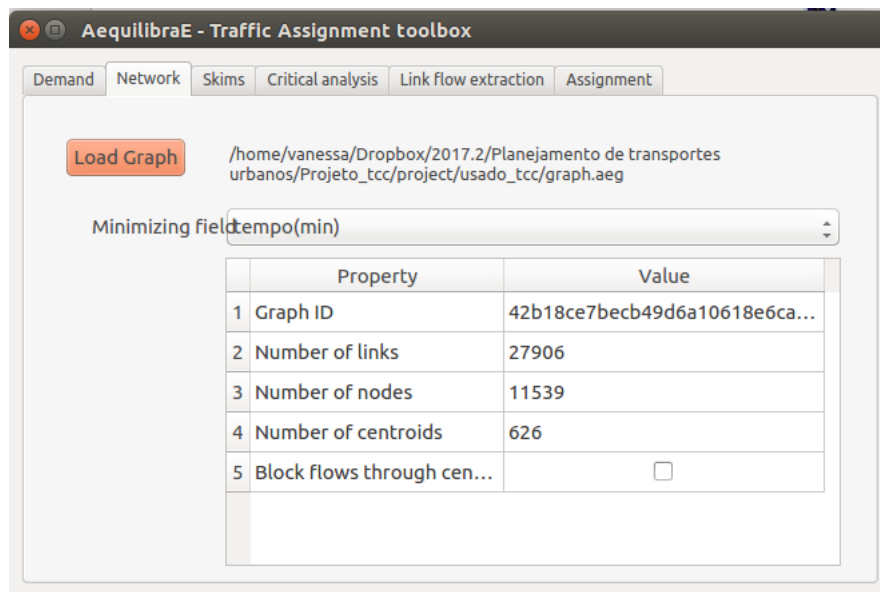 AequilibraE - Traffic Assignment toolbox
Demand Network Skims Critical analysis Link flow extraction Assignment
Load Graph /home/vanessa/Dropbox/2017.2/Planejamento de transportes
urbanos/Projeto_tcc/project/usado_tcc/graph.aeg
Minimizing field tempo(min)
Property Value
1 Graph ID 42b18ce7becb49d6a10618e6ca...
2 Number of links 27906
3 Number of nodes 11539
4 Number of centroids 626
5 Block flows through cen...